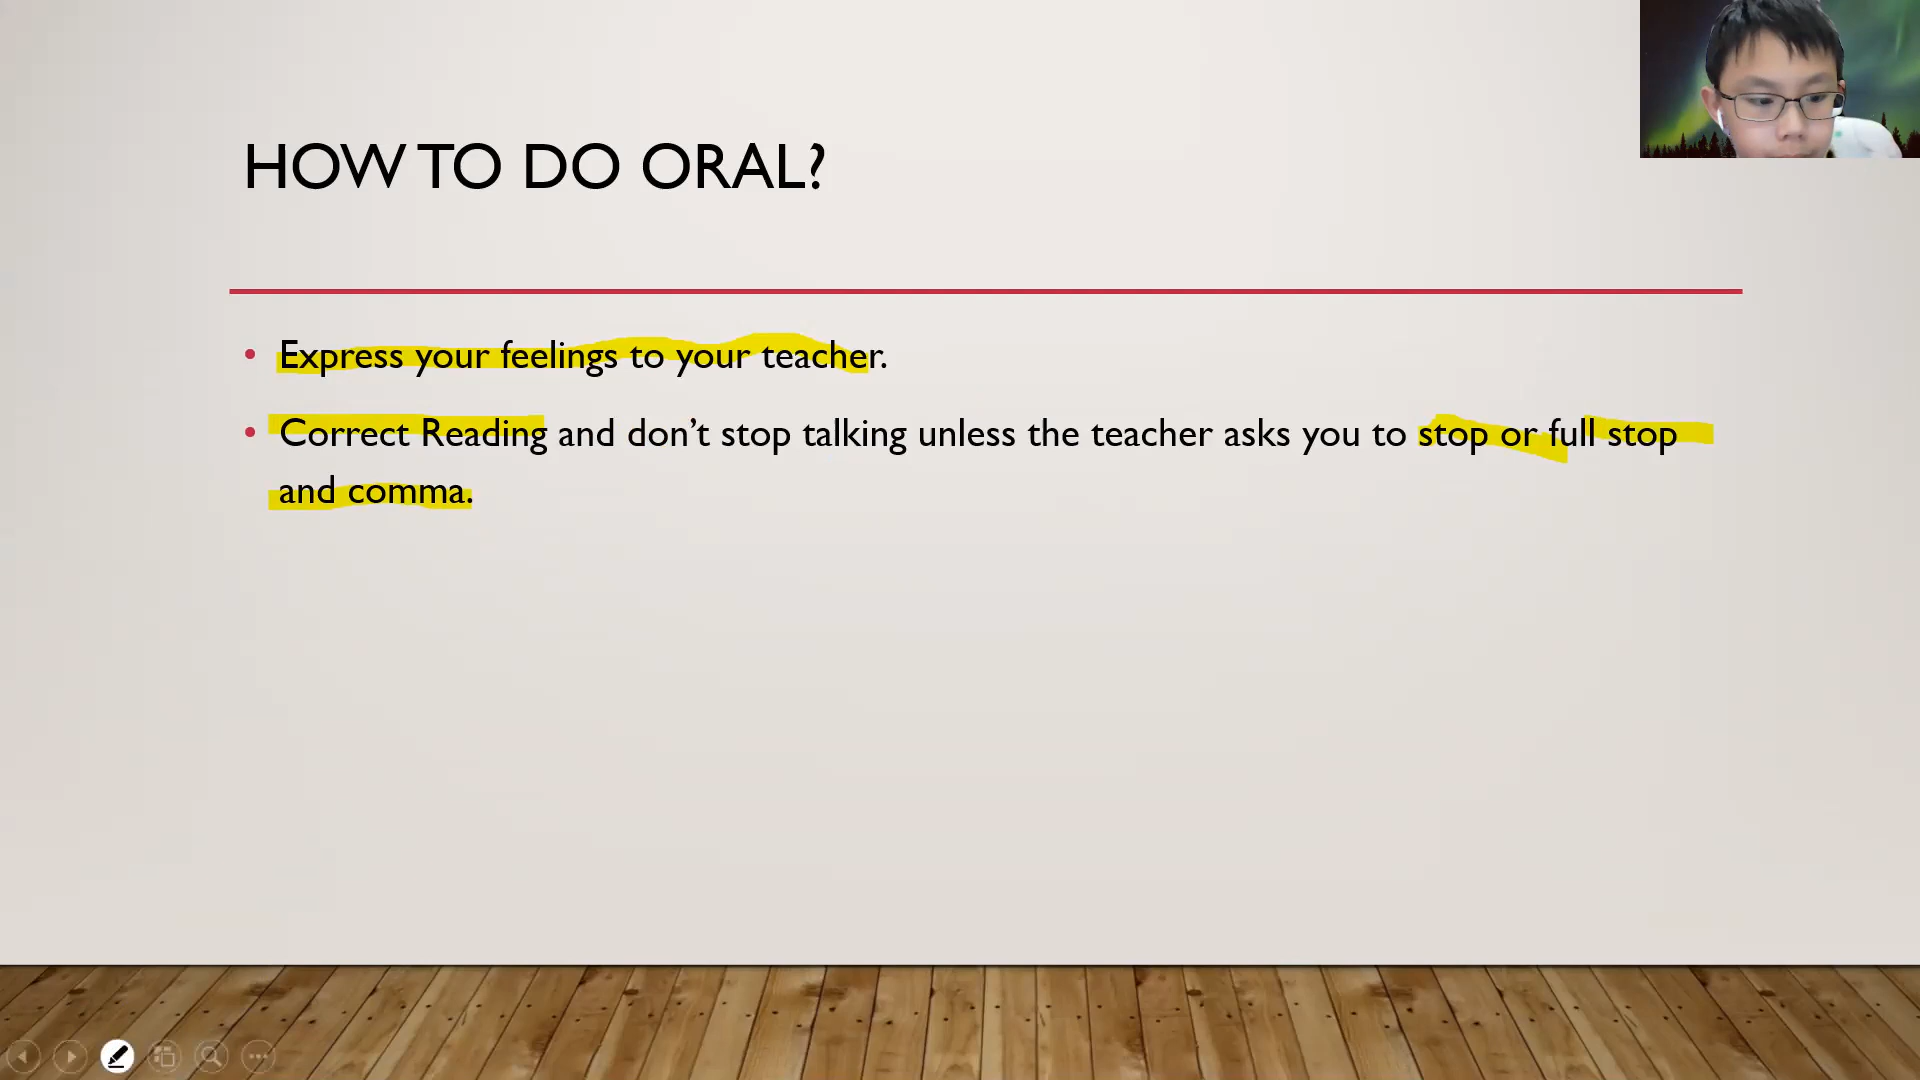 HOW TO DO ORAL?
• Express your feelings to your teacher.
• Correct Reading and don’t stop talking unless the teacher asks you to stop or full stop
and comma.